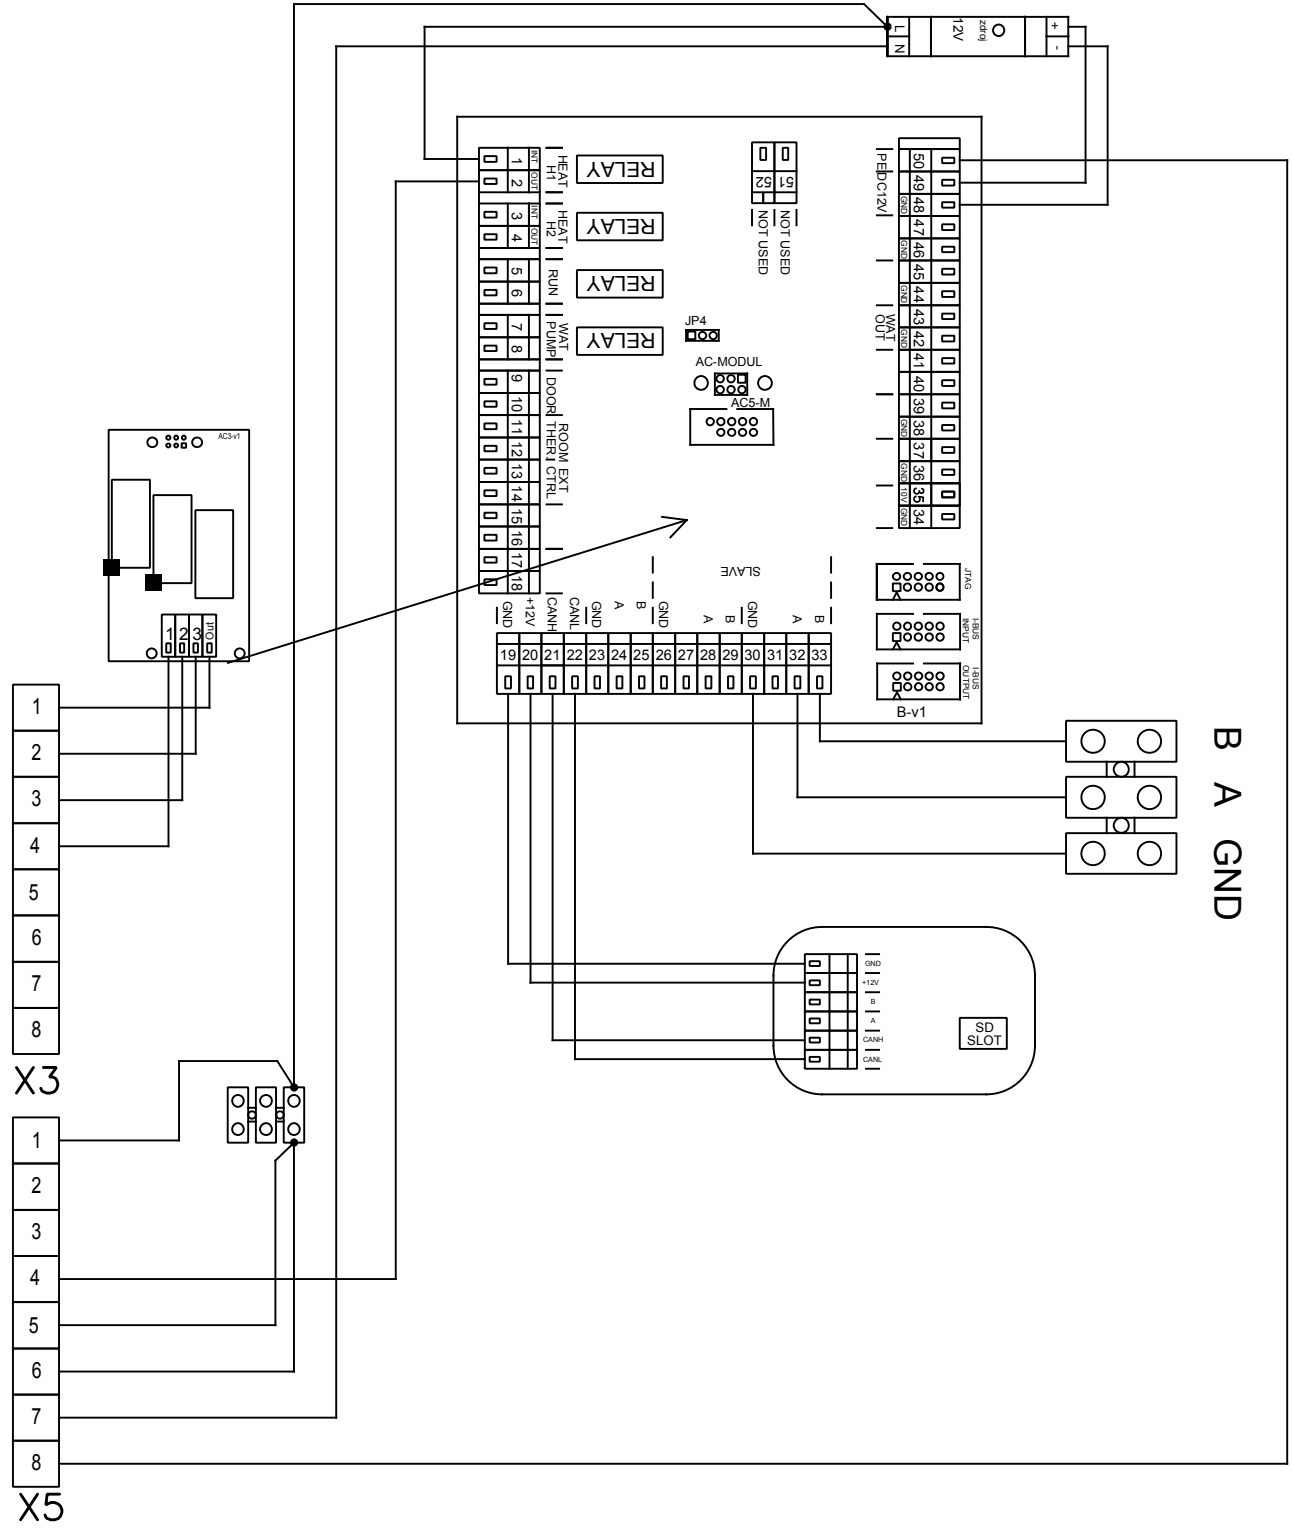 L
N
12V
zdroj
+
-
1
INT
2
OUT
HEAT
H1
RELAY
3
INT
4
OUT
HEAT
H2
RELAY
5
6
RUN
RELAY
7
8
WAT
PUMP
RELAY
9
10
DOOR
11
12
ROOM
THER.
13
14
EXT
CTRL
15
16
17
18
52
51
NOT USED
NOT USED
JP4
AC-MODUL
AC5-M
PE
DC12V
WAT
OUT
50
49
48
GND
47
46
GND
45
44
GND
43
42
GND
41
40
39
38
GND
37
36
GND
35
10V
34
GND
JTAG
I-BUS
INPUT
I-BUS
OUTPUT
B-v1
SLAVE
GND
+12V
CANH
CANL
GND
A
B
GND
A
B
GND
A
B
19
20
21
22
23
24
25
26
27
28
29
30
31
32
33
AC3-v1
1
2
3
Out
1
2
3
4
5
6
7
8
X3
B
A
GND
GND
+12V
B
A
CANH
CANL
SD
SLOT
1
2
3
4
5
6
7
8
X5